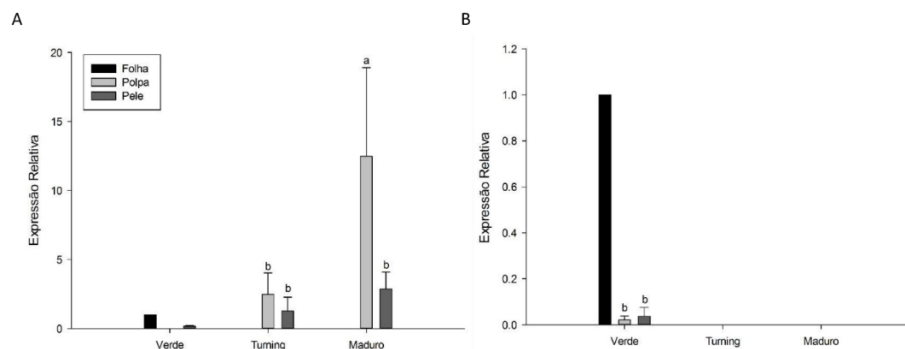 A
B
20
15
10
5
0
Expressão Relativa
Folha
Polpa
Pele
b
b
a
b
Verde
Turning
Maduro
1.2
1.0
0.8
0.6
0.4
0.2
0.0
Expressão Relativa
b
b
Verde
Turning
Maduro